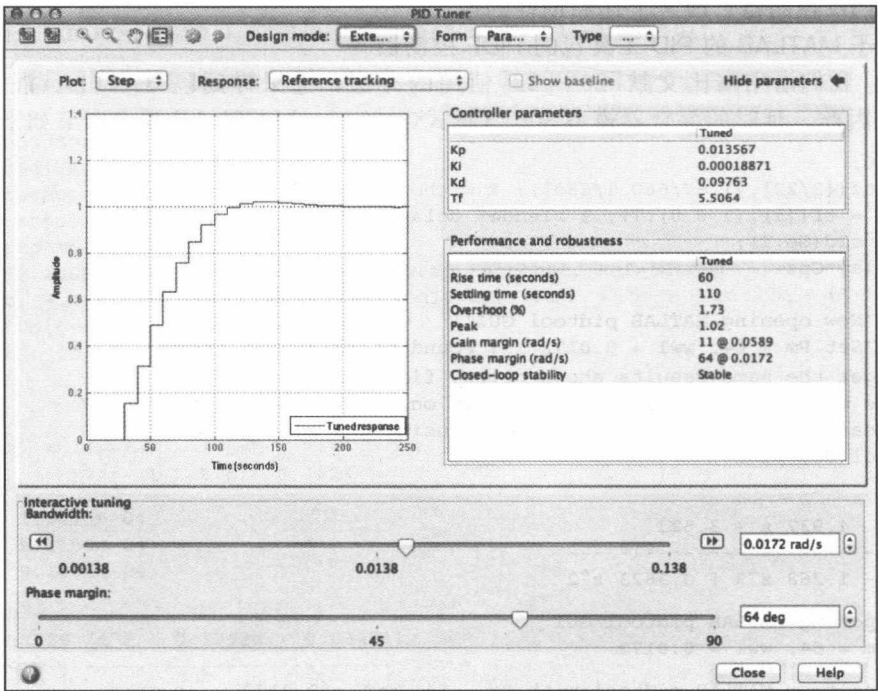 PID Tuner
Design mode: Exte... Form Para... Type ...
Plot: Step Response: Reference tracking Show baseline Hide parameters
1.4
1.2
1
0.8
0.6
0.4
0.2
0
Amplitude
0 50 100 150 200 250
Time (seconds)
Tuned response
Controller parameters
Tuned
Kp 0.013567
Ki 0.00018871
Kd 0.09763
Tf 5.5064
Performance and robustness
Tuned
Rise time (seconds) 60
Settling time (seconds) 110
Overshoot (%) 1.73
Peak 1.02
Gain margin (rad/s) 11 @ 0.0589
Phase margin (rad/s) 64 @ 0.0172
Closed-loop stability Stable
Interactive tuning
Bandwidth:
0.0172 rad/s
0.00138 0.0138 0.138
Phase margin:
64 deg
0 45 90
Close Help